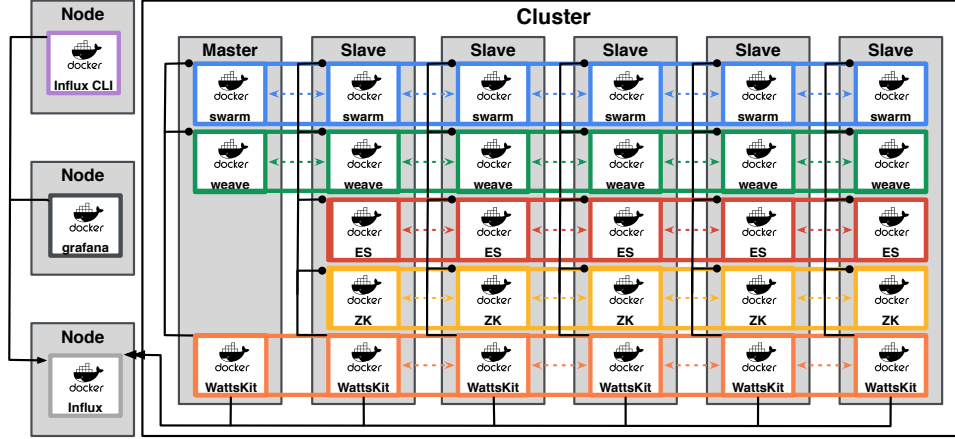 Node
docker
Influx CLI
Node
docker
grafana
Node
docker
Influx
Cluster
Master Slave Slave Slave Slave Slave
docker docker docker docker docker docker
swarm swarm swarm swarm swarm swarm
docker docker docker docker docker docker
weave weave weave weave weave weave
docker docker docker docker docker
ES ES ES ES ES
docker docker docker docker docker
ZK ZK ZK ZK ZK
docker docker docker docker docker docker
WattsKit WattsKit WattsKit WattsKit WattsKit WattsKit